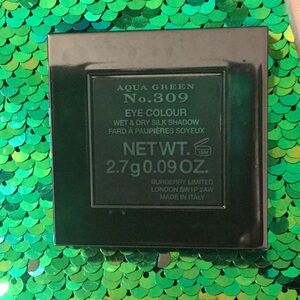 AQUA GREEN
No.309
EYE COLOUR
WET & DRY SILK SHADOW
FARD À PAUPIÈRES SOYEUX
NET WT.
2.7g 0.09 OZ.
BURBERRY LIMITED
LONDON SW1P 2AW
MADE IN ITALY